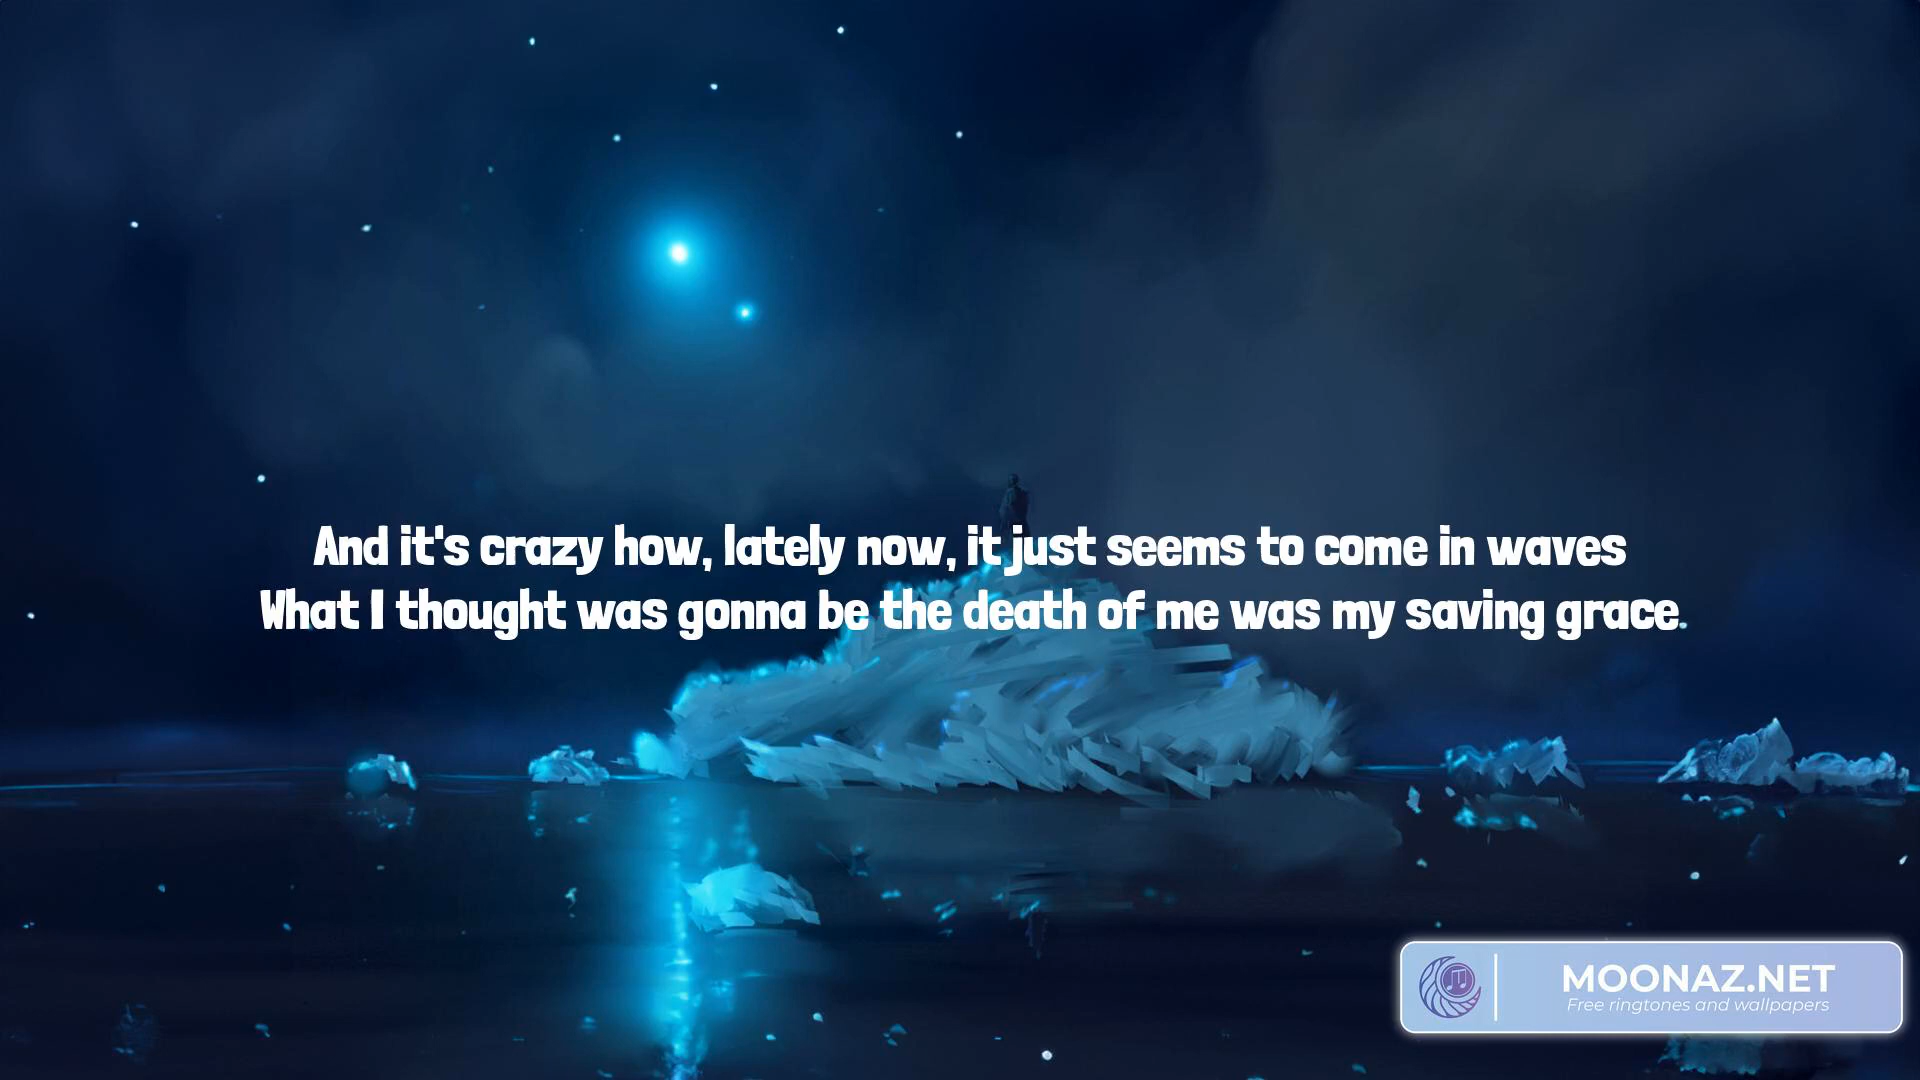 And it's crazy how, lately now, it just seems to come in waves
What I thought was gonna be the death of me was my saving grace.
MOONAZ.NET
Free ringtones and wallpapers